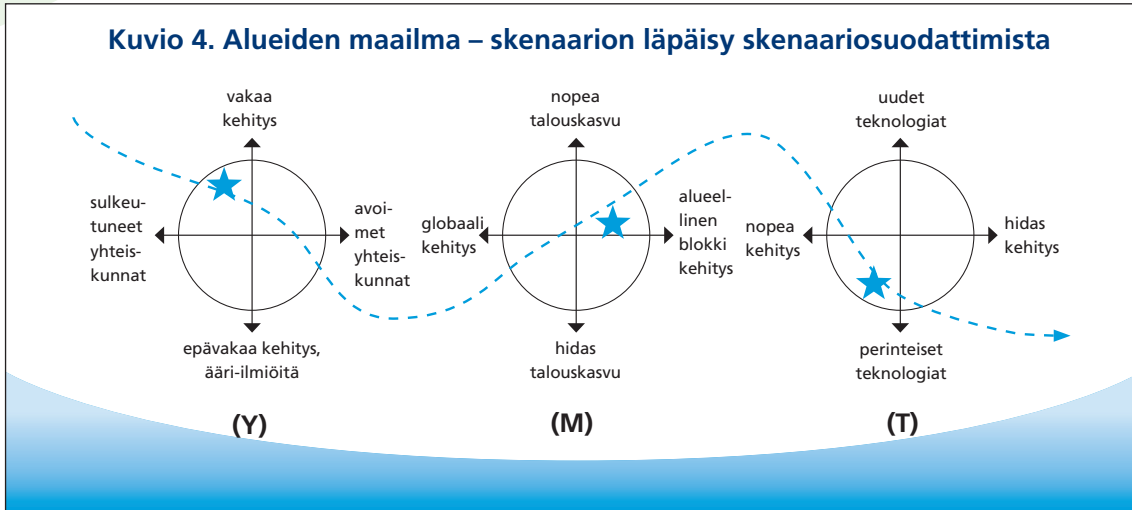 Kuvio 4. Alueiden maailma – skenaarion läpäisy skenaariosuodattimista
vakaa
kehitys
sulkeu-
tuneet
yhteis-
kunnat
avoi-
met
yhteis-
kunnat
epävakaa kehitys,
ääri-ilmiöitä
(Y)
nopea
talouskasvu
globaali
kehitys
alueel-
linen
blokki
kehitys
hidas
talouskasvu
(M)
uudet
teknologiat
nopea
kehitys
hidas
kehitys
perinteiset
teknologiat
(T)